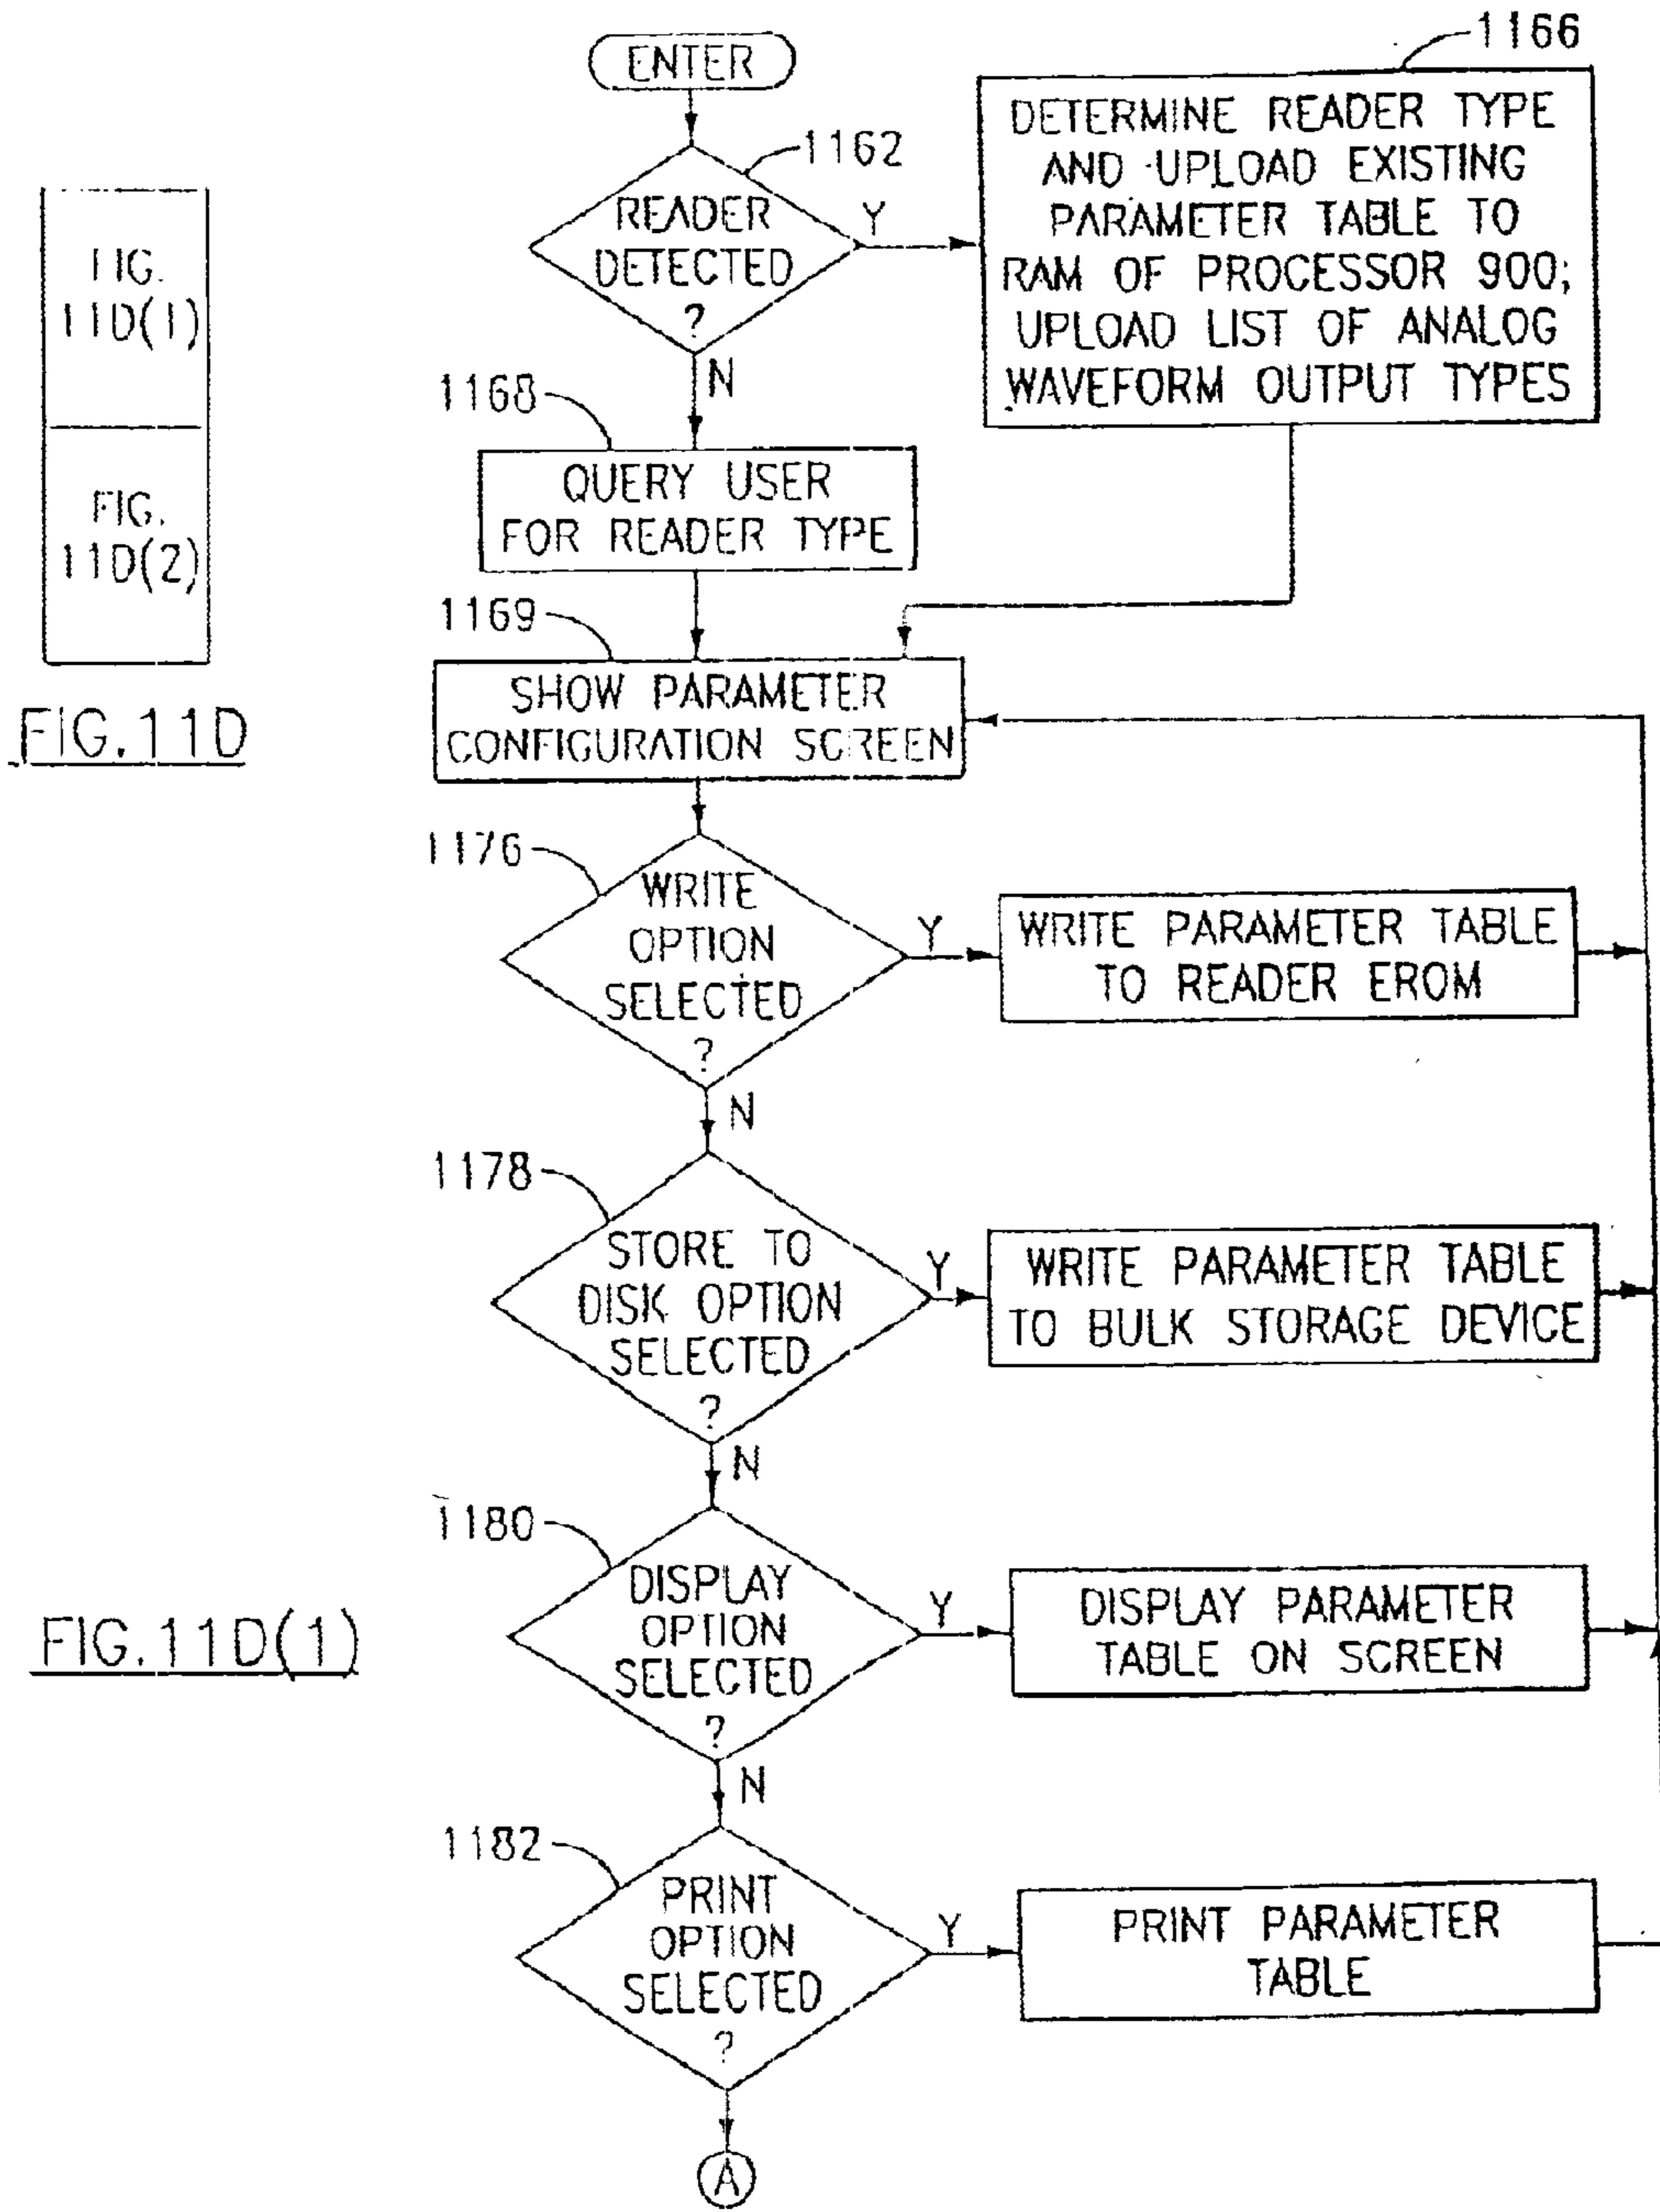 ENTER
1166
DETERMINE READER TYPE
AND UPLOAD EXISTING
PARAMETER TABLE TO
RAM OF PROCESSOR 900;
UPLOAD LIST OF ANALOG
WAVEFORM OUTPUT TYPES
1162
READER
DETECTED
?
Y
N
FIG.
11D(1)
FIG.
11D(2)
FIG.11D
1168
QUERY USER
FOR READER TYPE
1169
SHOW PARAMETER
CONFIGURATION SCREEN
1176
WRITE
OPTION
SELECTED
?
Y
WRITE PARAMETER TABLE
TO READER EROM
N
1178
STORE TO
DISK OPTION
SELECTED
?
Y
WRITE PARAMETER TABLE
TO BULK STORAGE DEVICE
N
1180
DISPLAY
OPTION
SELECTED
?
Y
DISPLAY PARAMETER
TABLE ON SCREEN
N
FIG.11D(1)
1182
PRINT
OPTION
SELECTED
?
Y
PRINT PARAMETER
TABLE
A